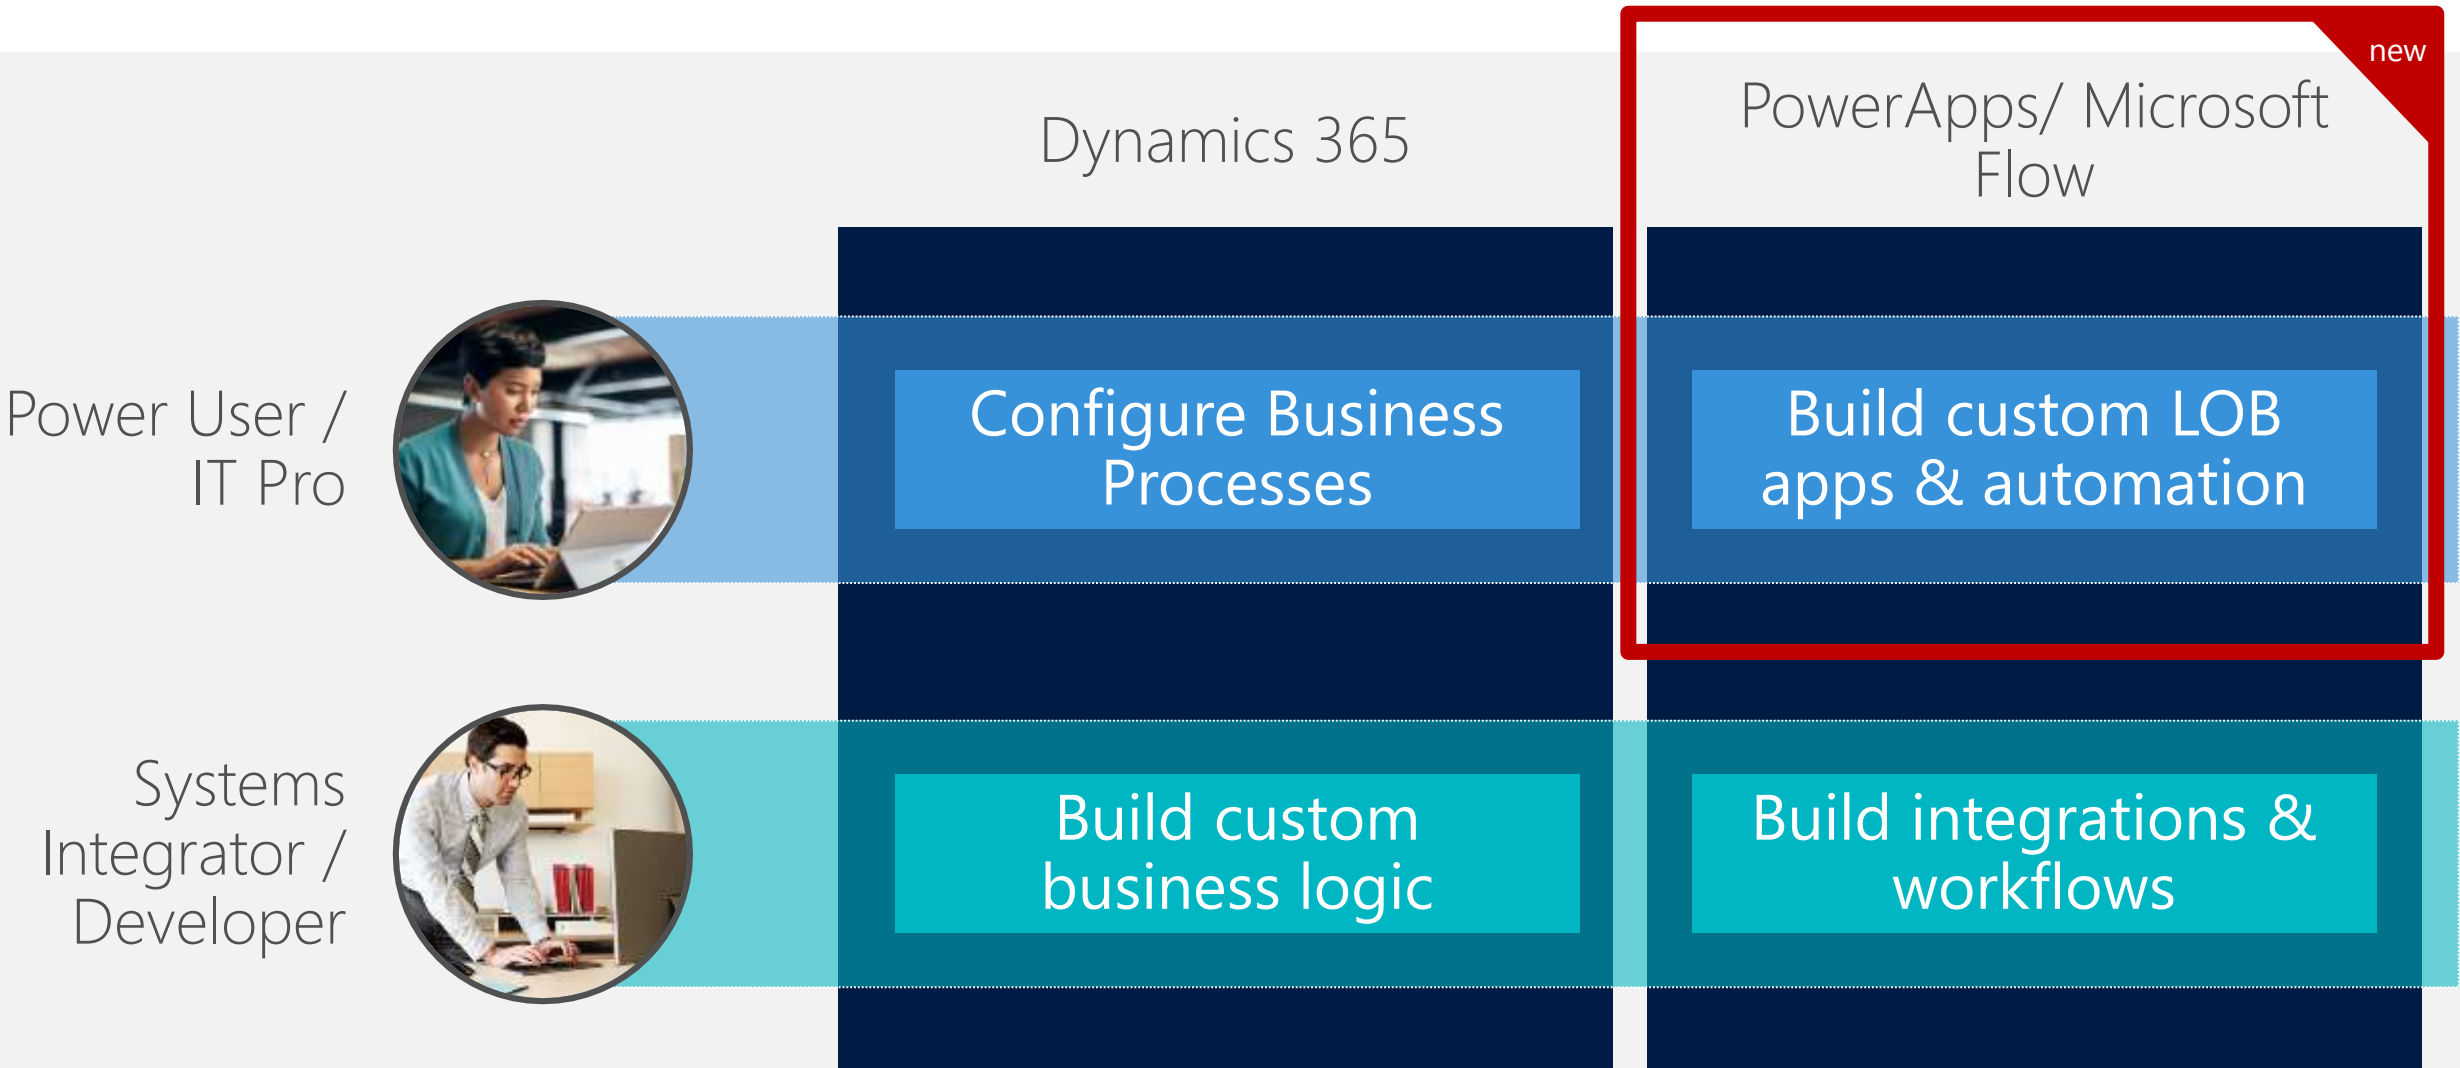 new
Dynamics 365
PowerApps/ Microsoft
Flow
Power User /
IT Pro
Configure Business
Processes
Build custom LOB
apps & automation
Systems
Integrator /
Developer
Build custom
business logic
Build integrations &
workflows